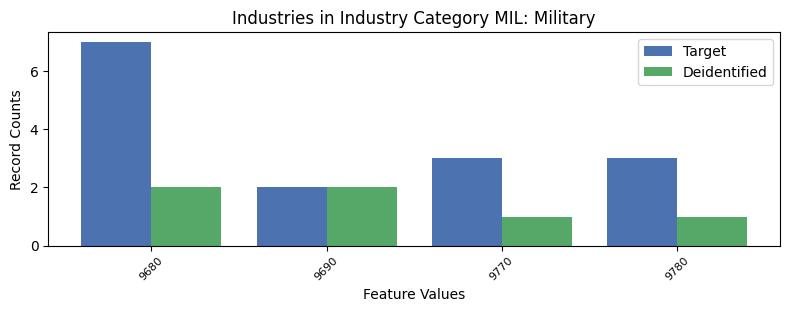 Industries in Industry Category MIL: Military
Target
Deidentified
Record Counts
6
4
2
0
9680
9690
9770
9780
Feature Values